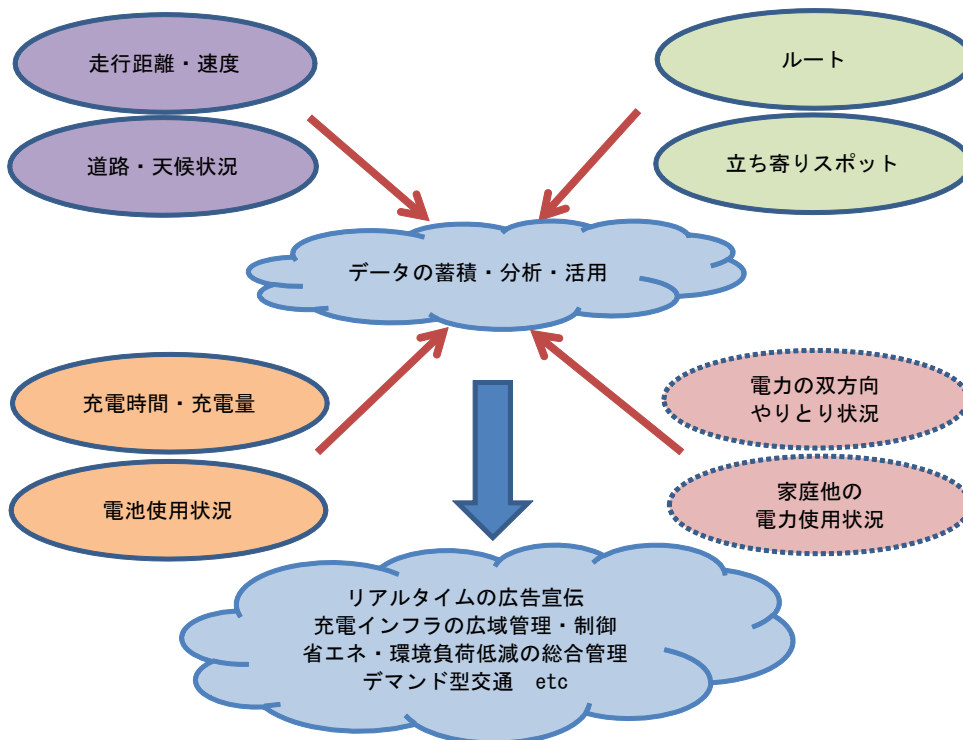 走行距離・速度
道路・天候状況
ルート
立ち寄りスポット
データの蓄積・分析・活用
充電時間・充電量
電池使用状況
電力の双方向
やりとり状況
家庭他の
電力使用状況
リアルタイムの広告宣伝
充電インフラの広域管理・制御
省エネ・環境負荷低減の総合管理
デマンド型交通　etc